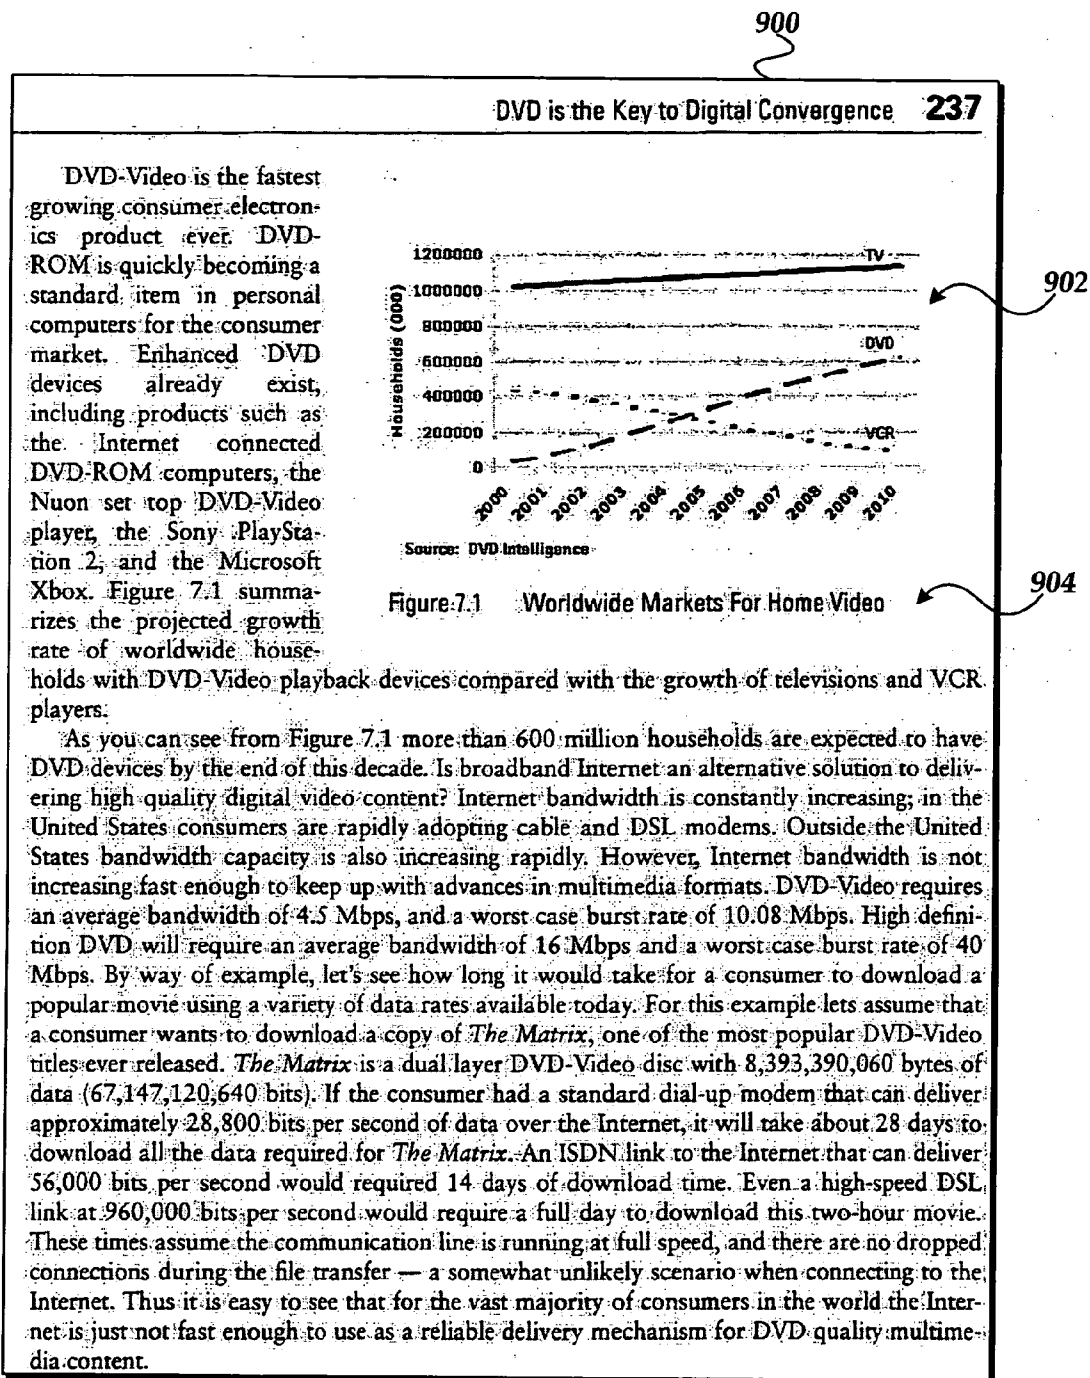 900
DVD is the Key to Digital Convergence 237
DVD-Video is the fastest
growing consumer electron-
ics product ever. DVD-
ROM is quickly becoming a
standard item in personal
computers for the consumer
market. Enhanced DVD
devices already exist,
including products such as
the Internet connected
DVD-ROM computers, the
Nuon set top DVD-Video
player, the Sony PlaySta-
tion 2, and the Microsoft
Xbox. Figure 7.1 summa-
rizes the projected growth
rate of worldwide house-
Households (000)
1200000
1000000
800000
600000
400000
200000
0
TV
DVD
VCR
2000 2001 2002 2003 2004 2005 2006 2007 2008 2009 2010
Source: DVD Intelligence
902
Figure 7.1 Worldwide Markets For Home Video
904
holds with DVD-Video playback devices compared with the growth of televisions and VCR
players.
As you can see from Figure 7.1 more than 600 million households are expected to have
DVD devices by the end of this decade. Is broadband Internet an alternative solution to deliv-
ering high quality digital video content? Internet bandwidth is constantly increasing; in the
United States consumers are rapidly adopting cable and DSL modems. Outside the United
States bandwidth capacity is also increasing rapidly. However, Internet bandwidth is not
increasing fast enough to keep up with advances in multimedia formats. DVD-Video requires
an average bandwidth of 4.5 Mbps, and a worst case burst rate of 10.08 Mbps. High defini-
tion DVD will require an average bandwidth of 16 Mbps and a worst case burst rate of 40
Mbps. By way of example, let's see how long it would take for a consumer to download a
popular movie using a variety of data rates available today. For this example lets assume that
a consumer wants to download a copy of The Matrix, one of the most popular DVD-Video
titles ever released. The Matrix is a dual layer DVD-Video disc with 8,393,390,060 bytes of
data (67,147,120,640 bits). If the consumer had a standard dial-up modem that can deliver
approximately 28,800 bits per second of data over the Internet, it will take about 28 days to
download all the data required for The Matrix. An ISDN link to the Internet that can deliver
56,000 bits per second would required 14 days of download time. Even a high-speed DSL
link at 960,000 bits per second would require a full day to download this two-hour movie.
These times assume the communication line is running at full speed, and there are no dropped
connections during the file transfer — a somewhat unlikely scenario when connecting to the
Internet. Thus it is easy to see that for the vast majority of consumers in the world the Inter-
net is just not fast enough to use as a reliable delivery mechanism for DVD quality multime-
dia content.